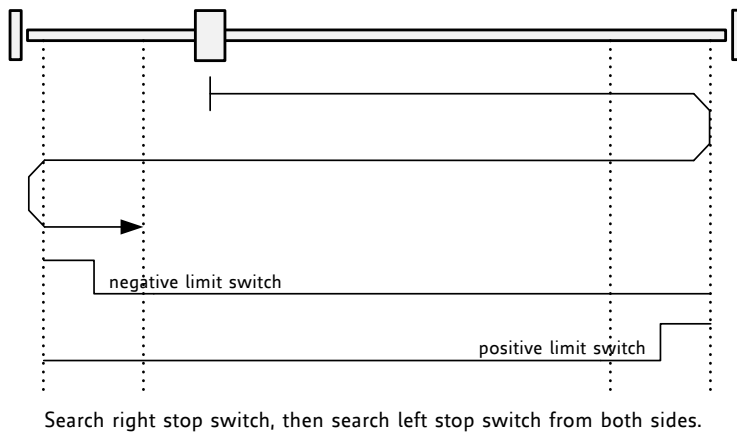 negative limit switch
positive limit switch
Search right stop switch, then search left stop switch from both sides.